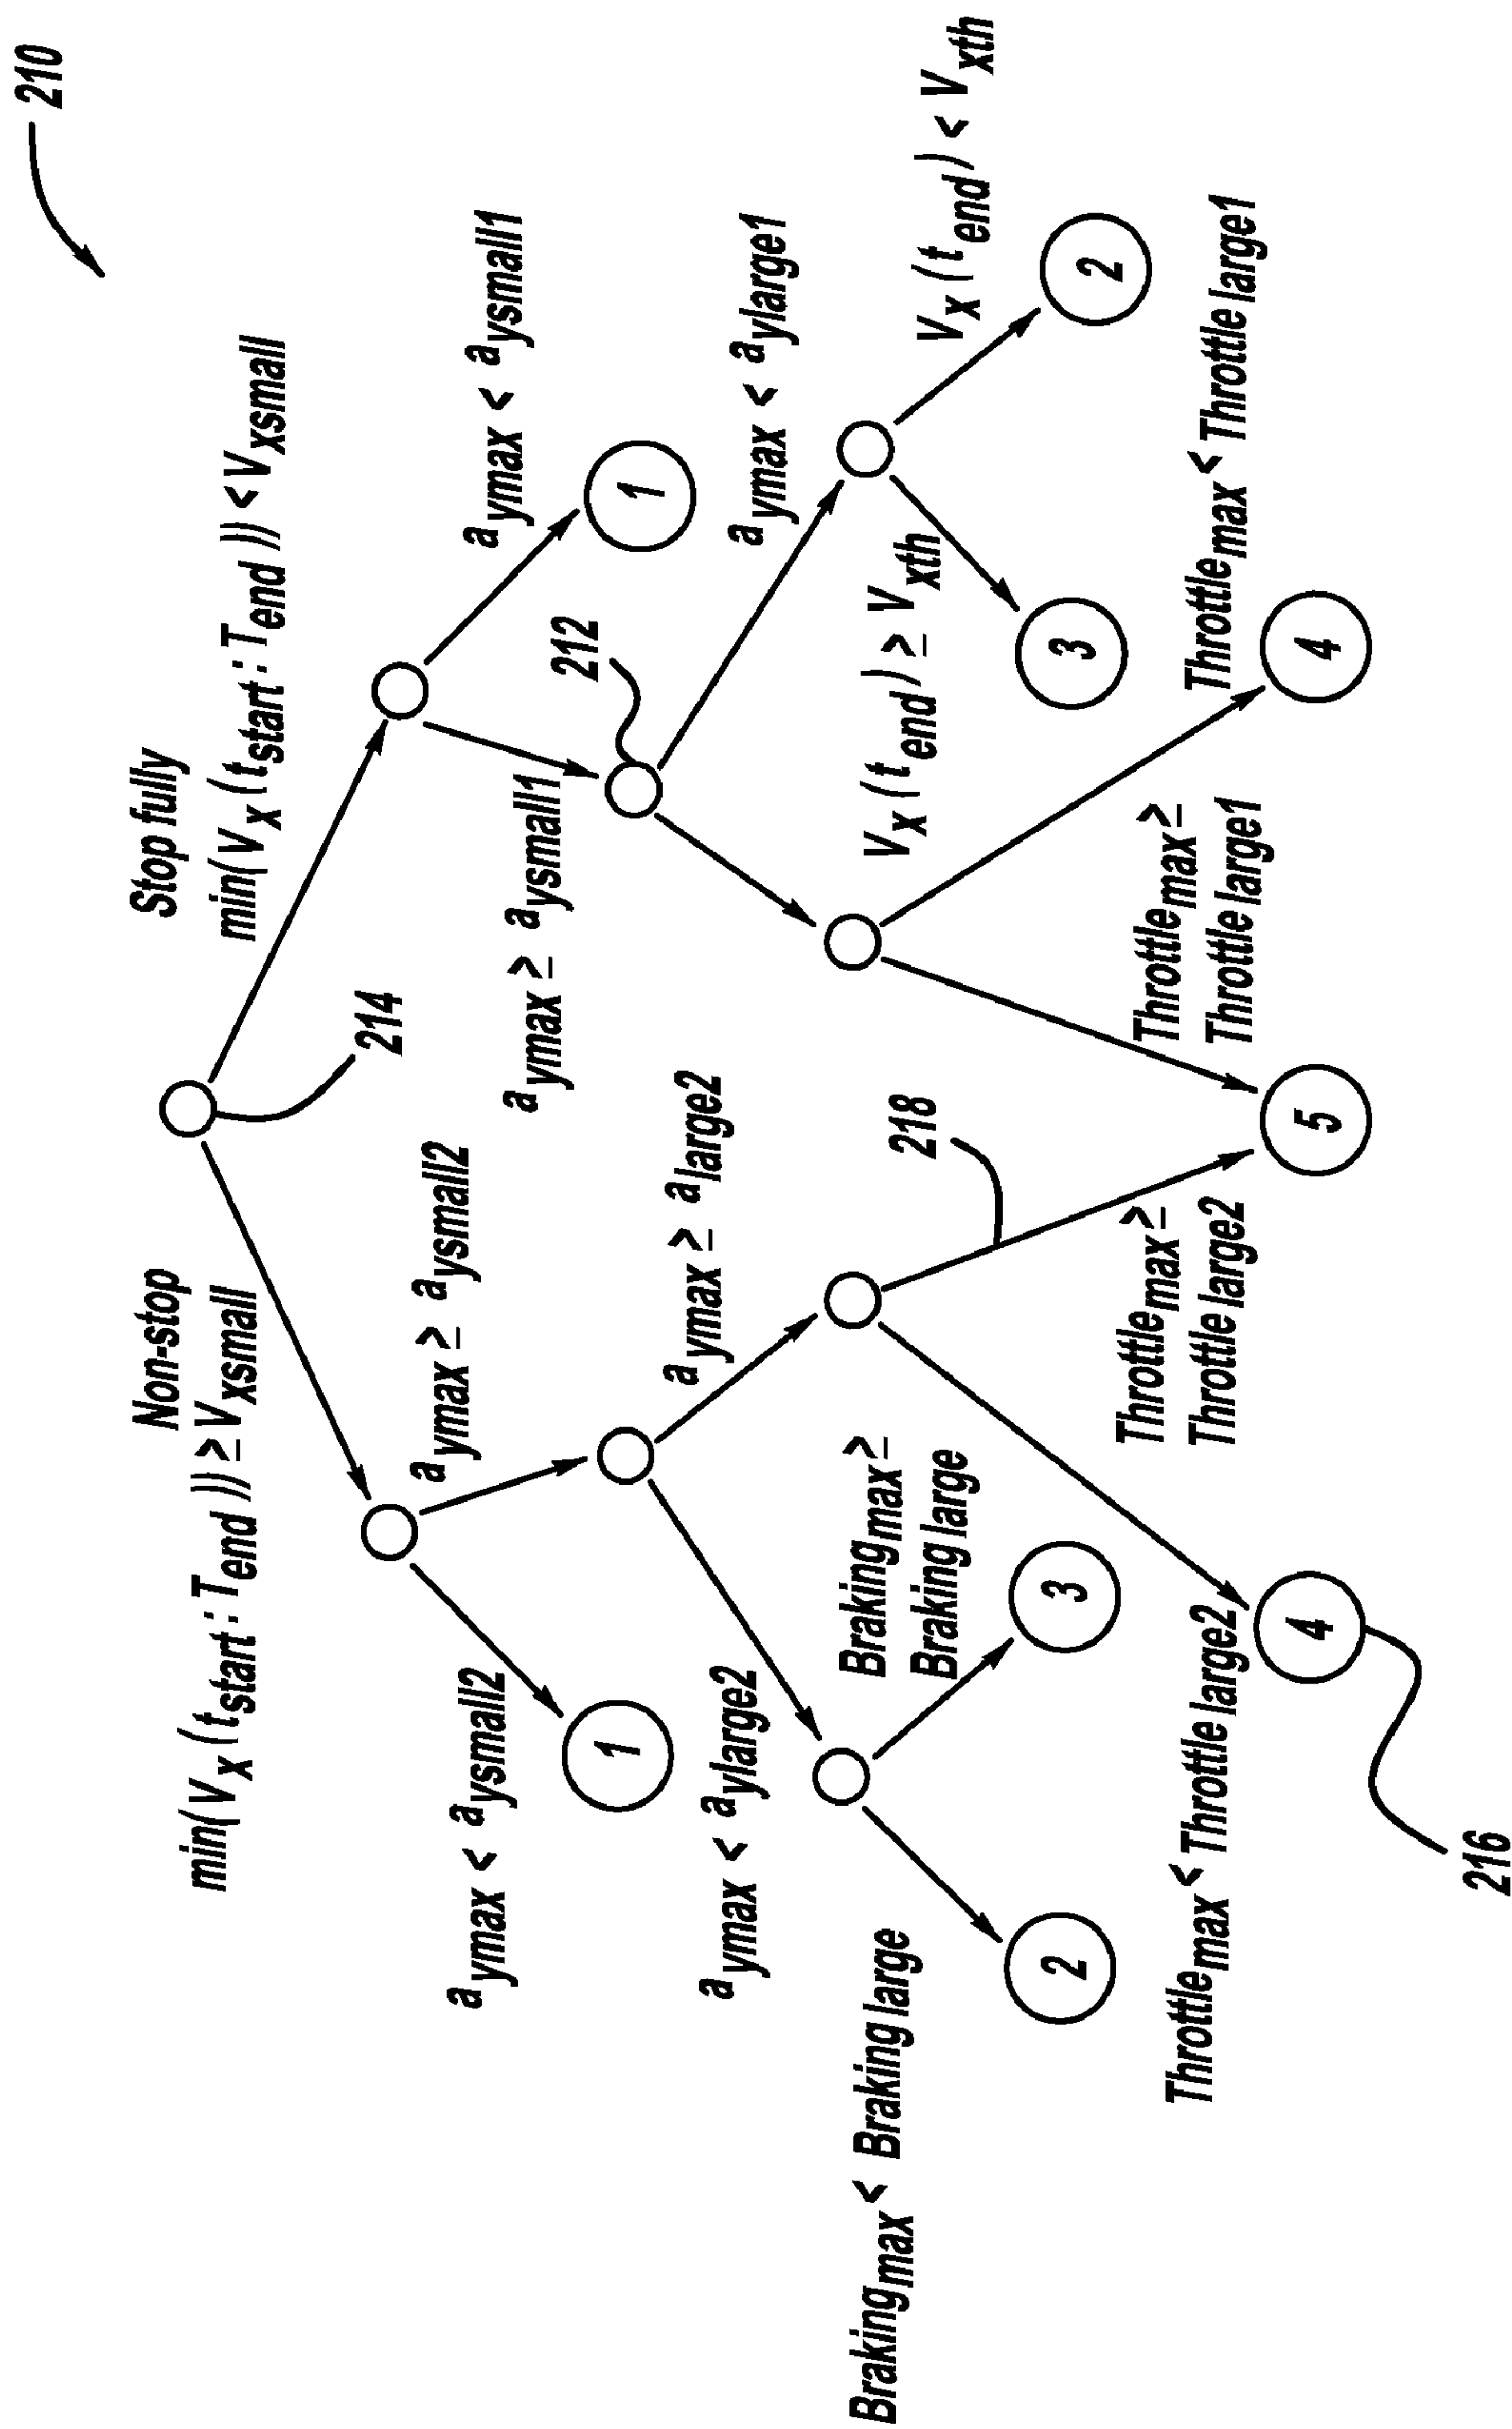 210
Non-stop
min(Vx(tstart:Tend)) ≥ Vxsmall
Stop fully
min(Vx(tstart:Tend)) < Vxsmall
214
aymax < aysmall2
aymax ≥ aysmall2
aymax ≥ aysmall1
aymax < aysmall1
1
212
1
aymax < aylarge2
aymax ≥ alarge2
aymax < aylarge1
Brakingmax < Brakinglarge
Brakingmax ≥
Brakinglarge
218
Vx(tend) ≥ Vxth
Vx(tend) < Vxth
2
3
3
2
Throttlemax < Throttlelarge2
Throttlemax ≥
Throttlelarge2
Throttlemax ≥
Throttlelarge1
Throttlemax < Throttlelarge1
4
5
4
216